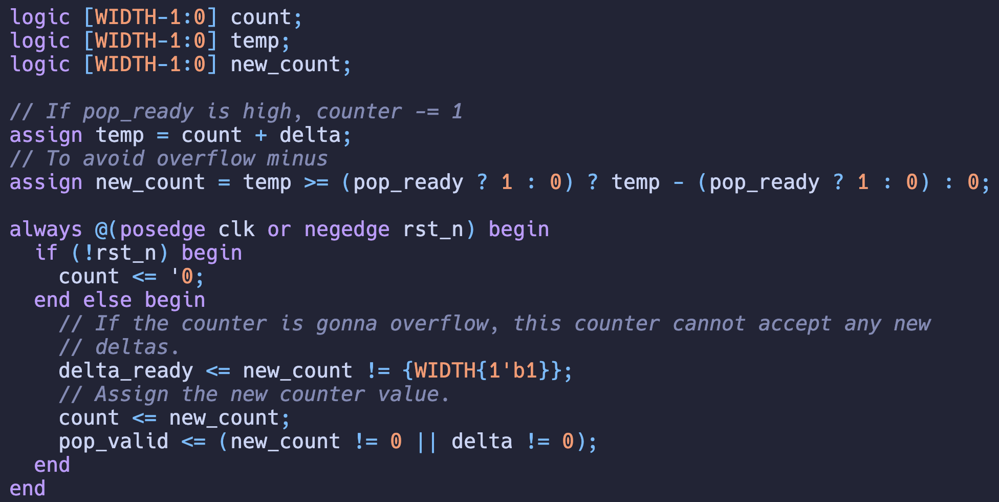 logic [WIDTH-1:0] count;
logic [WIDTH-1:0] temp;
logic [WIDTH-1:0] new_count;

// If pop_ready is high, counter -= 1
assign temp = count + delta;
// To avoid overflow minus
assign new_count = temp >= (pop_ready ? 1 : 0) ? temp - (pop_ready ? 1 : 0) : 0;

always @(posedge clk or negedge rst_n) begin
  if (!rst_n) begin
    count <= '0;
  end else begin
    // If the counter is gonna overflow, this counter cannot accept any new
    // deltas.
    delta_ready <= new_count != {WIDTH{1'b1}};
    // Assign the new counter value.
    count <= new_count;
    pop_valid <= (new_count != 0 || delta != 0);
  end
end